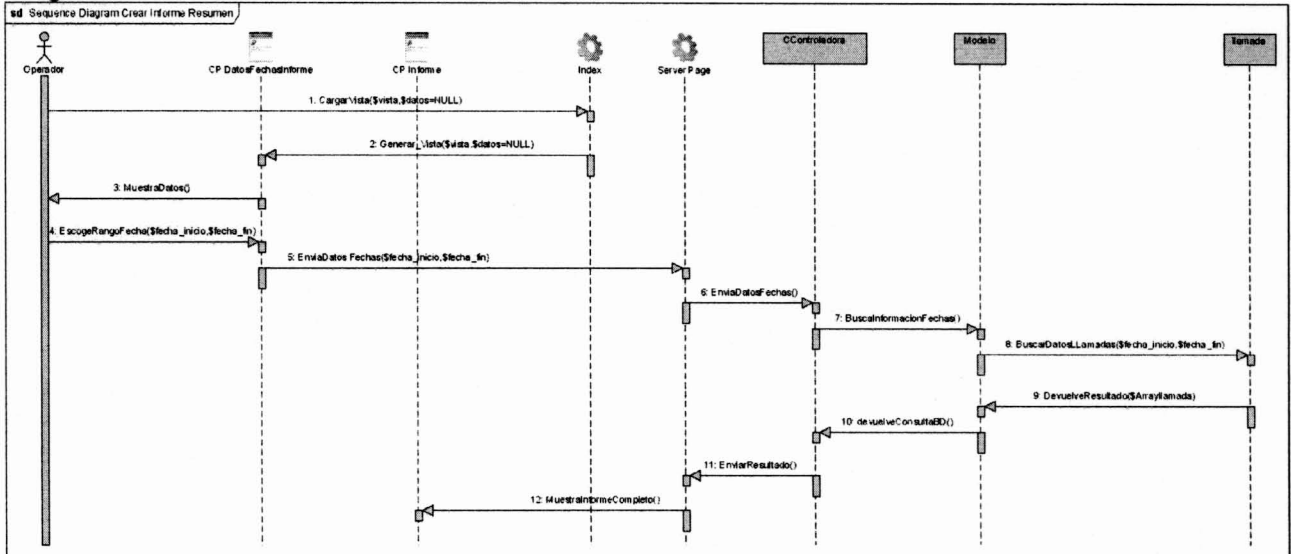 sd Sequence Diagram Crear Informe Resumen
Operador
CP DatosFechasInforme
CP Informe
Index
Server Page
CControladora
Modelo
llamada
1: CargarVista($vista,$datos=NULL)
2: Generar_Vista($vista,$datos=NULL)
3: MuestraDatos()
4: EscogeRangoFecha($fecha_inicio,$fecha_fin)
5: EnviaDatos Fechas($fecha_inicio,$fecha_fin)
6: EnviaDatosFechas()
7: BuscaInformacionFechas()
8: BuscarDatosLLamadas($fecha_inicio,$fecha_fin)
9: DevuelveResultado($Arrayllamada)
10: devuelveConsultaBD()
11: EnviarResultado()
12: MuestraInformeCompleto()